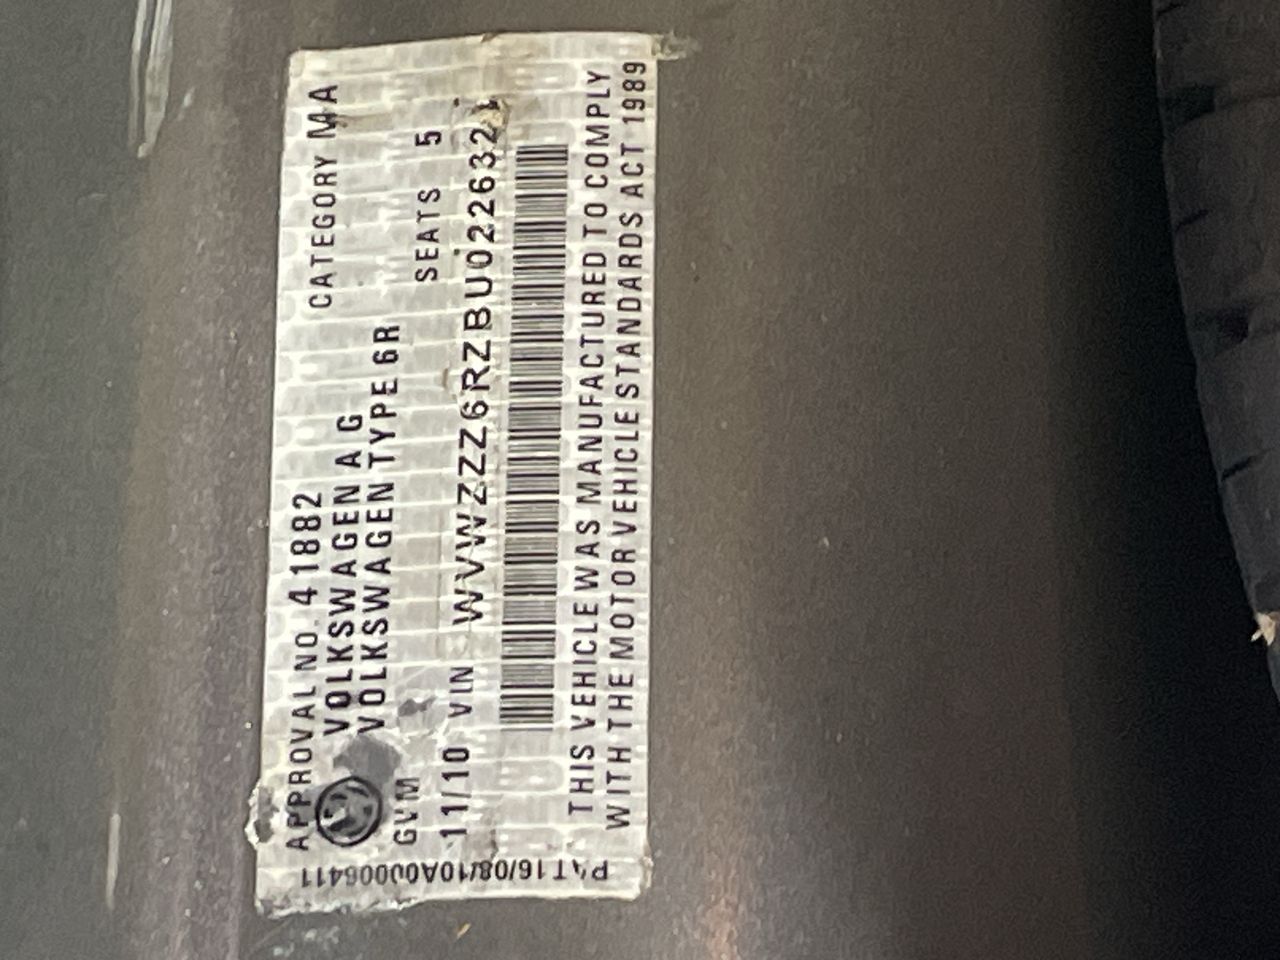 APPROVAL NO. 41882 CATEGORY MA
VOLKSWAGEN A G
VOLKSWAGEN TYPE 6R
GVM SEATS 5
11/10 VIN WVWZZZ6RZBU022632
THIS VEHICLE WAS MANUFACTURED TO COMPLY
WITH THE MOTOR VEHICLE STANDARDS ACT 1989
PAT16/08/10A00006411